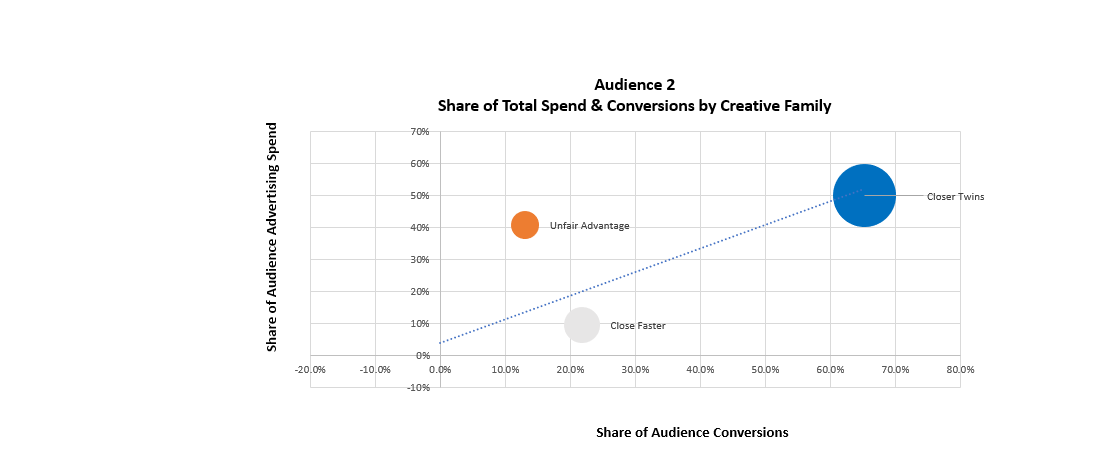 Audience 2
Share of Total Spend & Conversions by Creative Family
Share of Audience Advertising Spend
70%
60%
50%
40%
30%
20%
10%
0%
-10%
Closer Twins
Unfair Advantage
Close Faster
-20.0% -10.0% 0.0% 10.0% 20.0% 30.0% 40.0% 50.0% 60.0% 70.0% 80.0%
Share of Audience Conversions